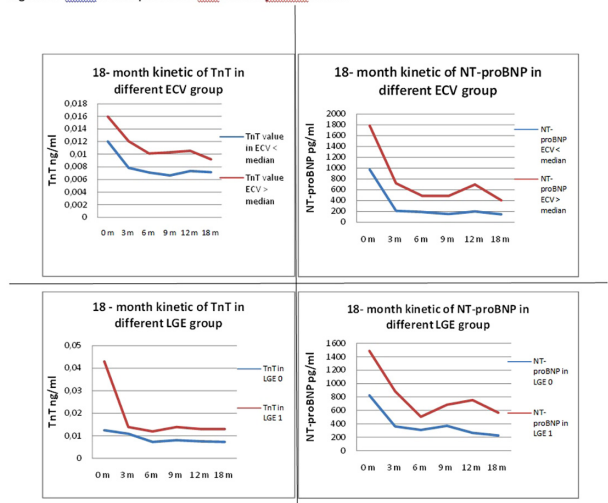 18- month kinetic of TnT in
different ECV group
TnT ng/ml
0,018
0,016
0,014
0,012
0,01
0,008
0,006
0,004
0,002
0
0 m 3 m 6 m 9 m 12 m 18 m
TnT value
in ECV <
median
TnT value
ECV >
median
18- month kinetic of NT-proBNP in
different ECV group
NT-proBNP pg/ml
2000
1800
1600
1400
1200
1000
800
600
400
200
0
0 m 3 m 6 m 9 m 12 m 18 m
NT-
proBNP
ECV <
median
NT-
proBNP
ECV >
median
18 - month kinetic of TnT in
different LGE group
TnT ng/ml
0,05
0,04
0,03
0,02
0,01
0
0 m 3 m 6 m 9 m 12 m 18 m
TnT in
LGE 0
TnT in
LGE 1
18- month kinetic of NT-proBNP in
different LGE group
NT-proBNP pg/ml
1600
1400
1200
1000
800
600
400
200
0
0 m 3 m 6 m 9 m 12 m 18 m
NT-
proBNP in
LGE 0
NT-
proBNP in
LGE 1